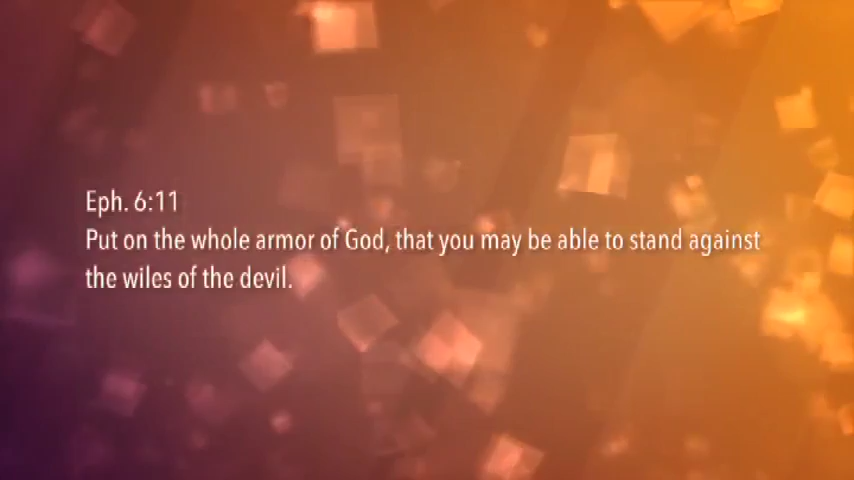 Eph. 6:11
Put on the whole armor of God, that you may be able to stand against
the wiles of the devil.